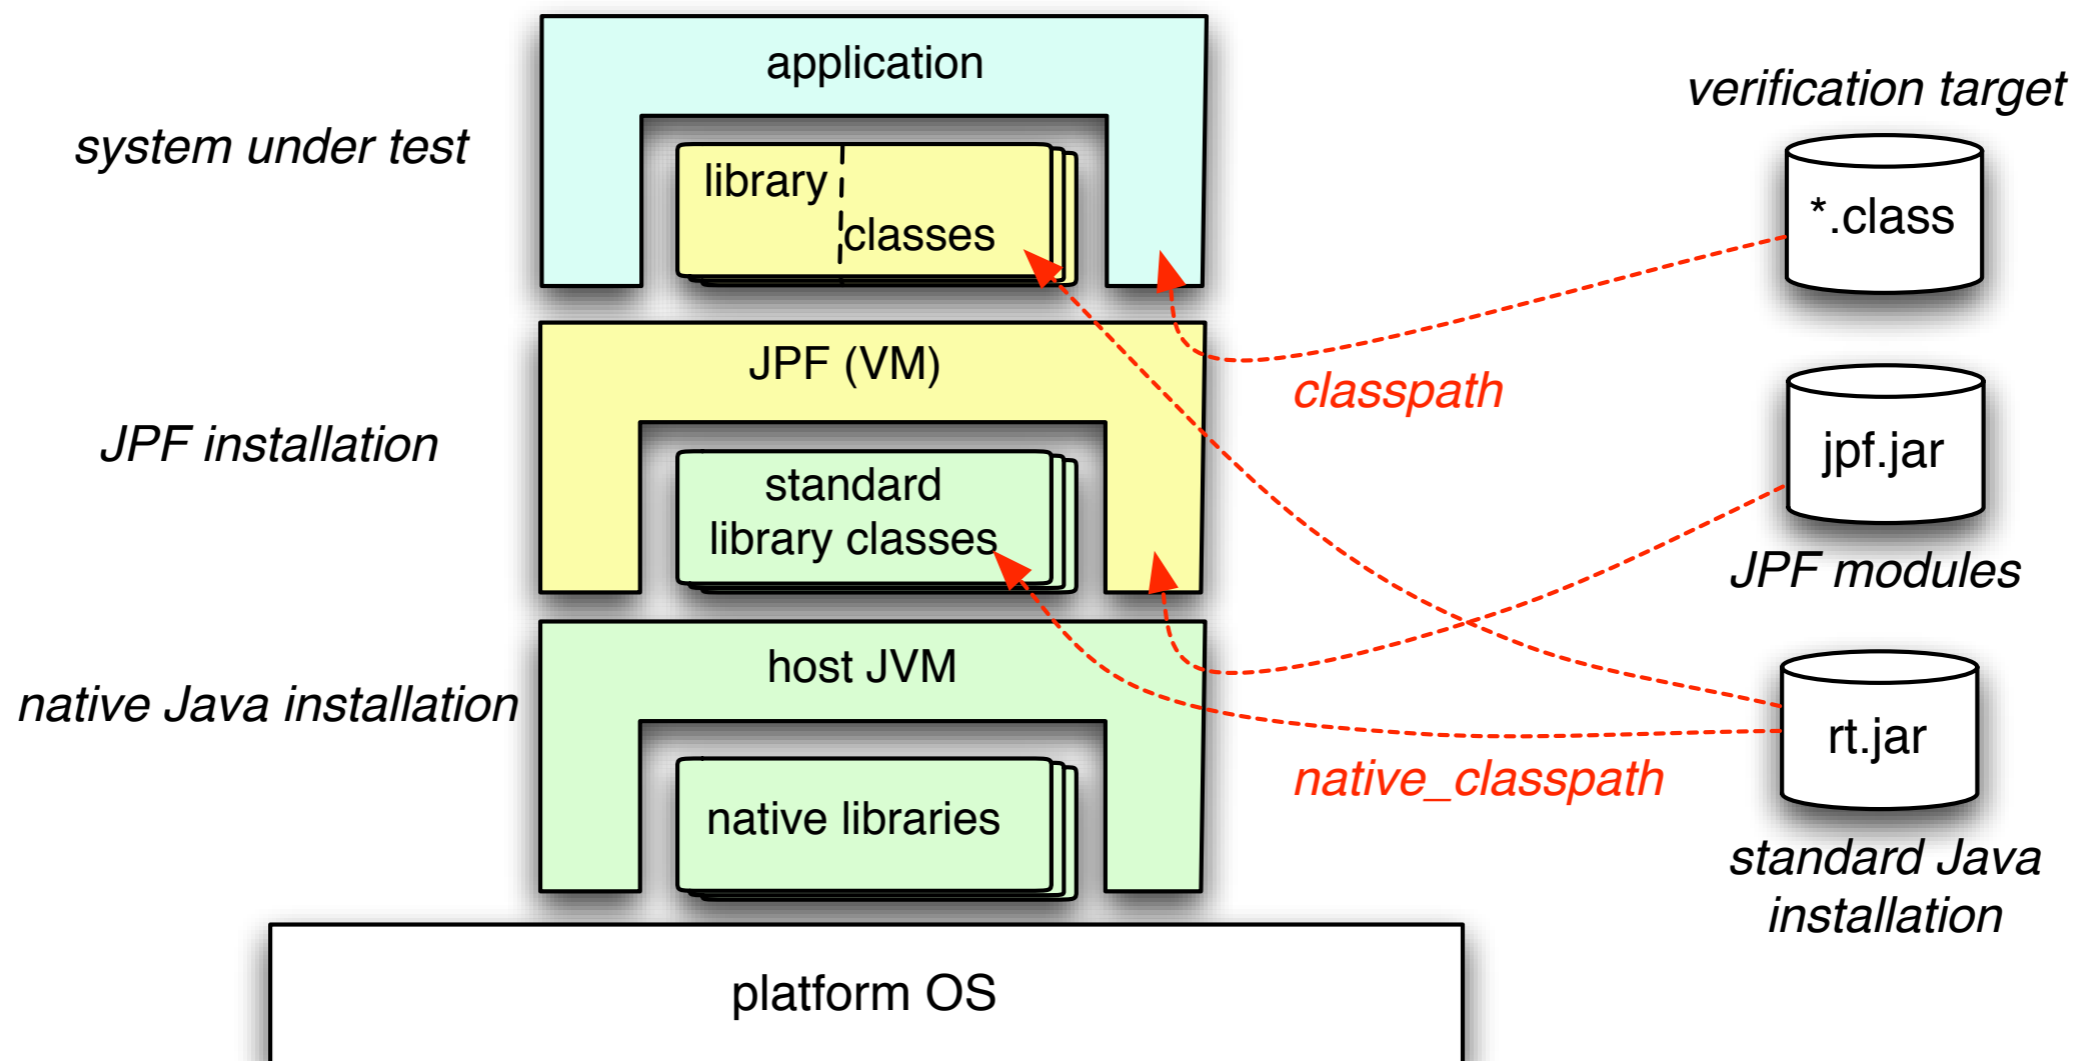 application
system under test
library
classes
JPF (VM)
JPF installation
standard
library classes
host JVM
native Java installation
native libraries
platform OS
classpath
native_classpath
verification target
*.class
jpf.jar
JPF modules
rt.jar
standard Java
installation